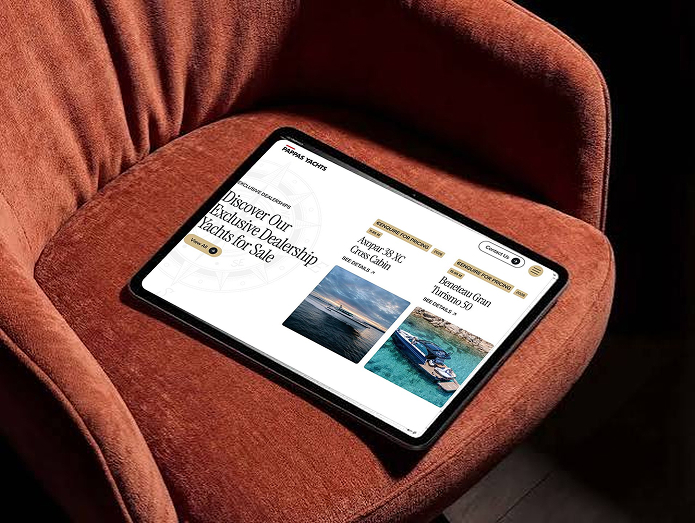 PAPPAS YACHTS
EXCLUSIVE DEALERSHIPS
Discover Our
Exclusive Dealership
Yachts for Sale
View All
ENQUIRE FOR PRICING
Axopar 38 XC
Cross Cabin
SEE DETAILS
Contact Us
ENQUIRE FOR PRICING
Beneteau Gran
Turismo 50
SEE DETAILS